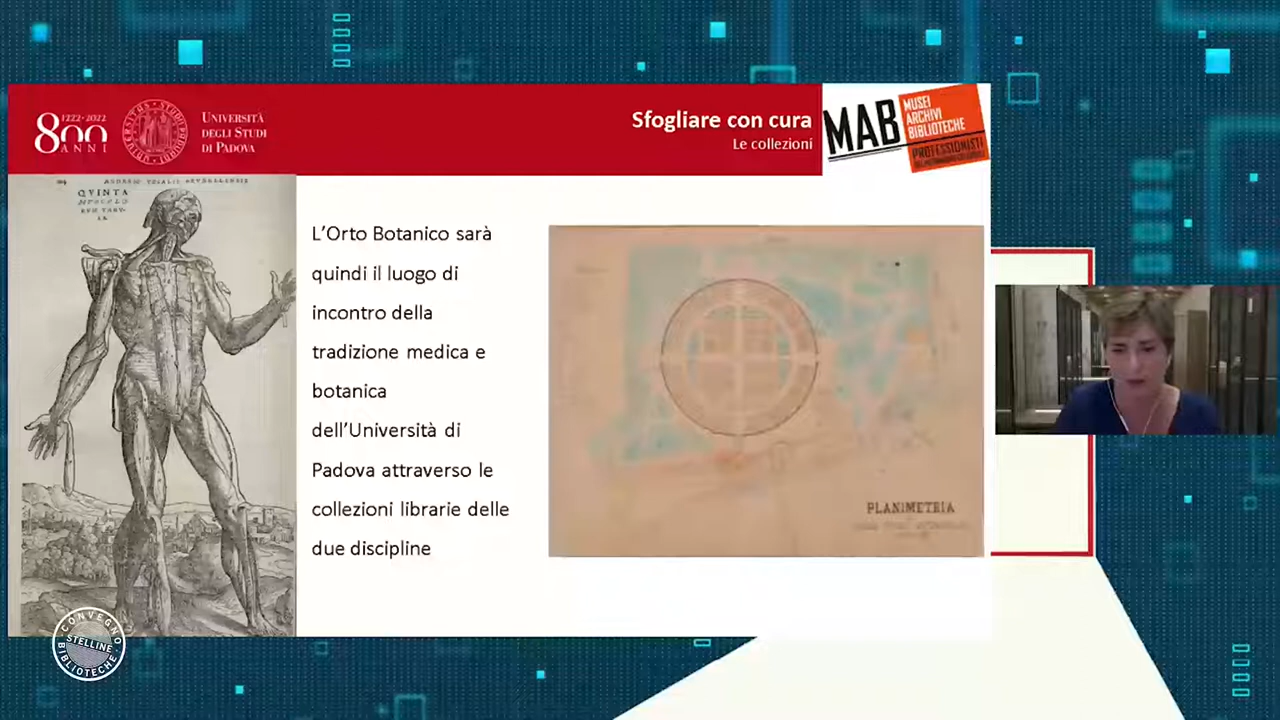 800
1222-2022
ANNI
UNIVERSITÀ
DEGLI STUDI
DI PADOVA
Sfogliare con cura
Le collezioni
MAB
MUSEI
ARCHIVI
BIBLIOTECHE
PROFESSIONISTI
QVINTA
L'Orto Botanico sarà
quindi il luogo di
incontro della
tradizione medica e
botanica
dell'Università di
Padova attraverso le
collezioni librarie delle
due discipline
PLANIMETRIA
CONVEGNO
STELLINE
BIBLIOTECHE